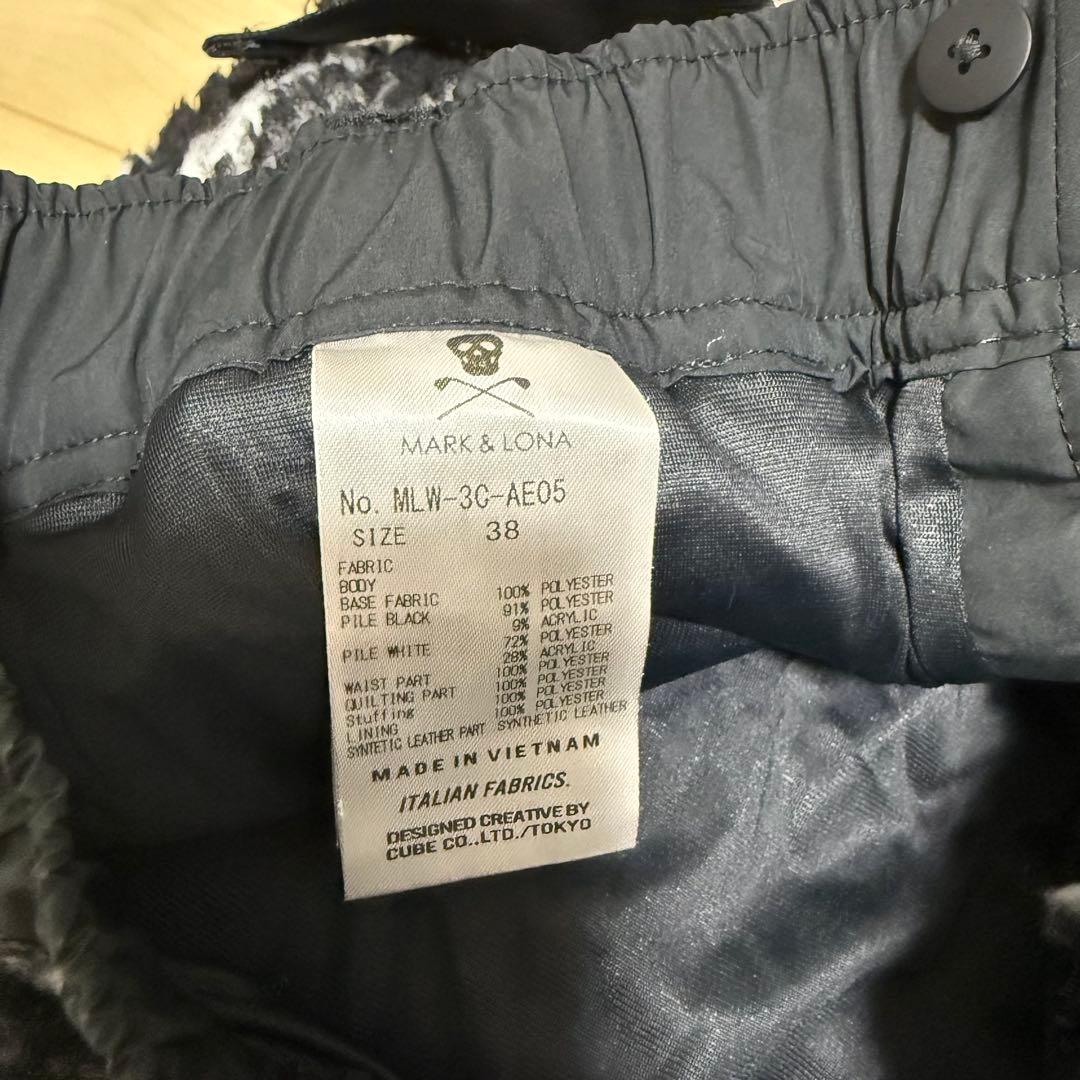 MARK & LONA
No. MLW-3C-AE05
SIZE 38
FABRIC
BODY
BASE FABRIC 100% POLYESTER
PILE BLACK 91% POLYESTER
9% ACRYLIC
PILE WHITE 72% POLYESTER
28% ACRYLIC
WAIST PART 100% POLYESTER
QUILTING PART 100% POLYESTER
Stuffing 100% POLYESTER
LINING 100% POLYESTER
SYNTETIC LEATHER PART SYNTHETIC LEATHER
MADE IN VIETNAM
ITALIAN FABRICS.
DESIGNED CREATIVE BY
CUBE CO.,LTD./TOKYO